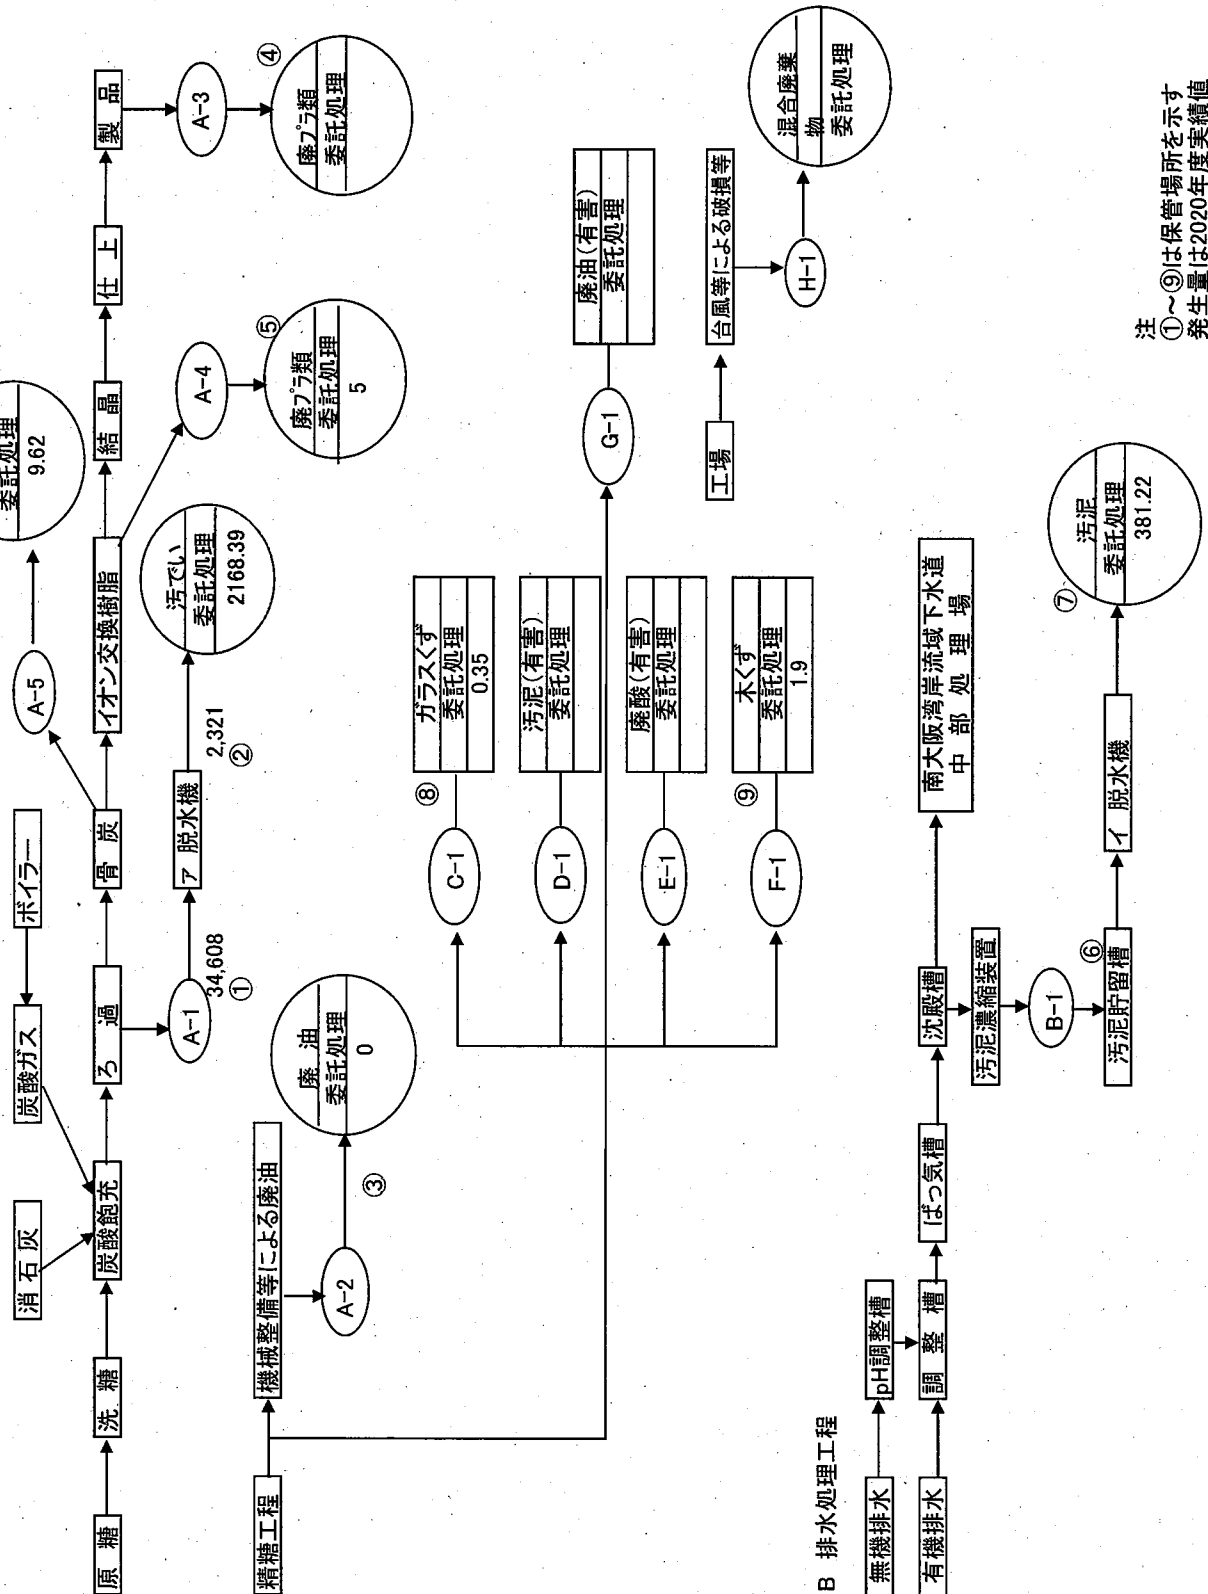 消 石 灰
炭酸ガス
ボイラー
A-5
委託処理
9.62
原 糖
洗 糖
炭酸飽充
ろ 過
骨 炭
イオン交換樹脂
結 晶
仕 上
製 品
A-1
34,608
①
ア 脱水機
2,321
②
汚でい
委託処理
2168.39
A-4
⑤
廃プラ類
委託処理
5
A-3
④
廃プラ類
委託処理
精糖工程
機械整備等による廃油
A-2
③
廃 油
委託処理
0
C-1
⑧
ガラスくず
委託処理
0.35
D-1
汚泥(有害)
委託処理
E-1
廃酸(有害)
委託処理
F-1
⑨
木くず
委託処理
1.9
G-1
廃油(有害)
委託処理
工場
台風等による破損等
H-1
混合廃棄
物
委託処理
B 排水処理工程
無機排水
pH調整槽
有機排水
調 整 槽
ばっ気槽
沈殿槽
南大阪湾岸流域下水道
中 部 処 理 場
汚泥濃縮装置
B-1
⑥
汚泥貯留槽
イ 脱水機
⑦
汚泥
委託処理
381.22
注
①～⑨は保管場所を示す
発生量は2020年度実績値